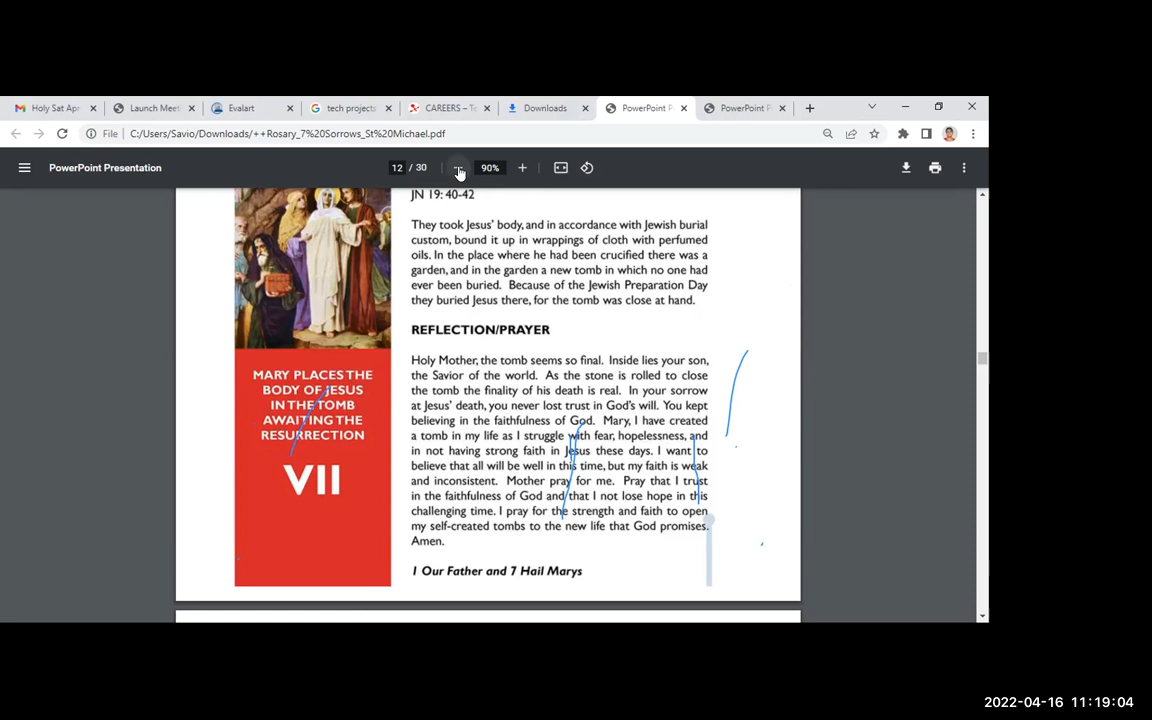 Holy Sat Apr
Launch Meet
Evalart
tech projects
CAREERS – Te
Downloads
PowerPoint P
PowerPoint P
File
C:/Users/Savio/Downloads/++Rosary_7%20Sorrows_St%20Michael.pdf
PowerPoint Presentation
12 / 30
90%
JN 19: 40-42
They took Jesus' body, and in accordance with Jewish burial
custom, bound it up in wrappings of cloth with perfumed
oils. In the place where he had been crucified there was a
garden, and in the garden a new tomb in which no one had
ever been buried. Because of the Jewish Preparation Day
they buried Jesus there, for the tomb was close at hand.
REFLECTION/PRAYER
Holy Mother, the tomb seems so final. Inside lies your son,
the Savior of the world. As the stone is rolled to close
the tomb the finality of his death is real. In your sorrow
at Jesus' death, you never lost trust in God's will. You kept
believing in the faithfulness of God. Mary, I have created
a tomb in my life as I struggle with fear, hopelessness, and
in not having strong faith in Jesus these days. I want to
believe that all will be well in this time, but my faith is weak
and inconsistent. Mother pray for me. Pray that I trust
in the faithfulness of God and that I not lose hope in this
challenging time. I pray for the strength and faith to open
my self-created tombs to the new life that God promises.
Amen.
1 Our Father and 7 Hail Marys
MARY PLACES THE
BODY OF JESUS
IN THE TOMB
AWAITING THE
RESURRECTION
VII
2022-04-16 11:19:04